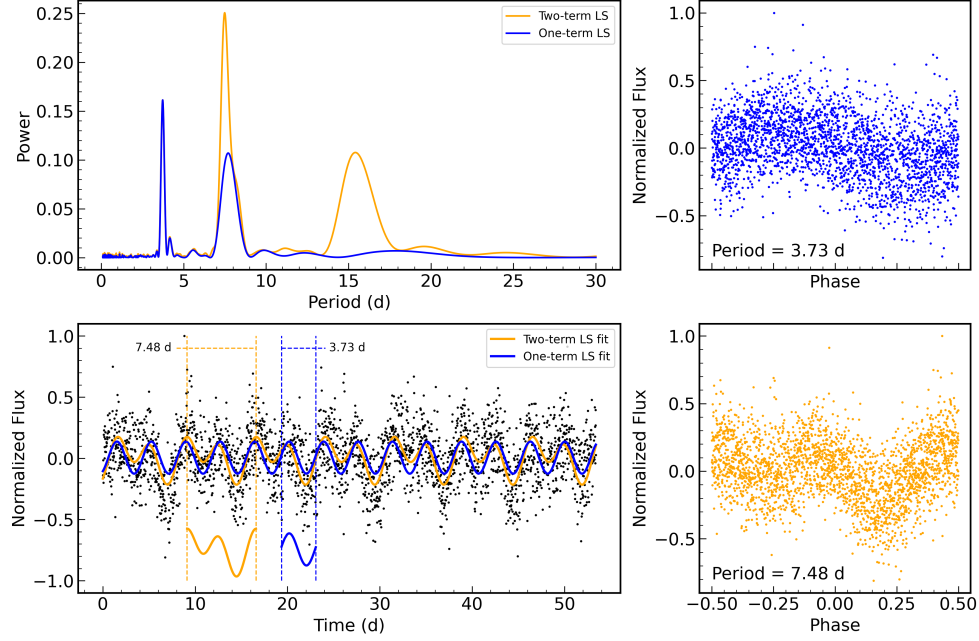 Two-term LS
One-term LS
0.25
0.20
0.15
0.10
0.05
0.00
Power
0 5 10 15 20 25 30
Period (d)
1.0
0.5
0.0
−0.5
Normalized Flux
Period = 3.73 d
Phase
Two-term LS fit
One-term LS fit
7.48 d
3.73 d
1.0
0.5
0.0
−0.5
−1.0
Normalized Flux
0 10 20 30 40 50
Time (d)
1.0
0.5
0.0
−0.5
Normalized Flux
Period = 7.48 d
−0.50 −0.25 0.00 0.25 0.50
Phase